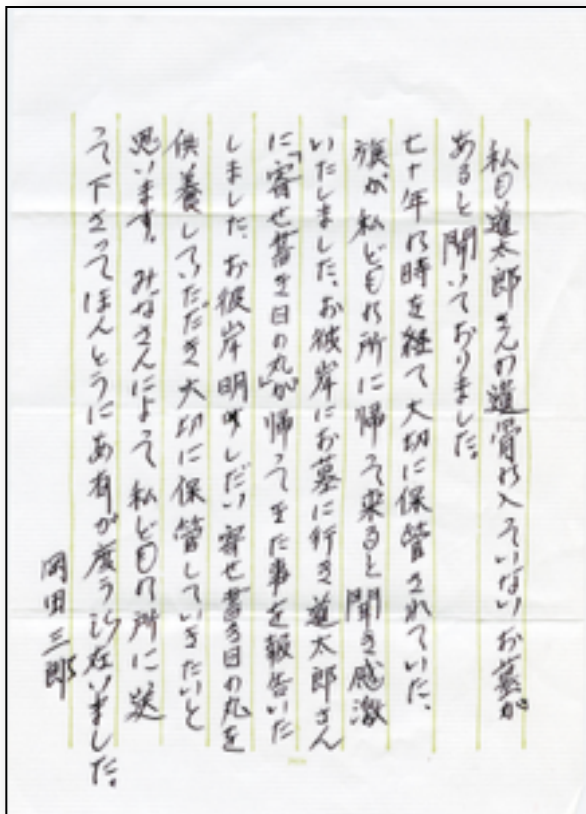 私も道太郎さんの遺骨の入っていないお墓が
あると聞いておりました。
七十年の時を経て大切に保管されていた、
旗が私どもの所に帰って来ると聞き感激
いたしました、お彼岸にお墓に行き道太郎さん
に「寄せ書き日の丸」が帰ってきた事を報告いた
しました、お彼岸明けしだい寄せ書き日の丸を
供養していただき大切に保管していきたいと
思います。みなさんによって私どもの所に送
って下さってほんとうにあ有が度う御在いました。
岡田三郎